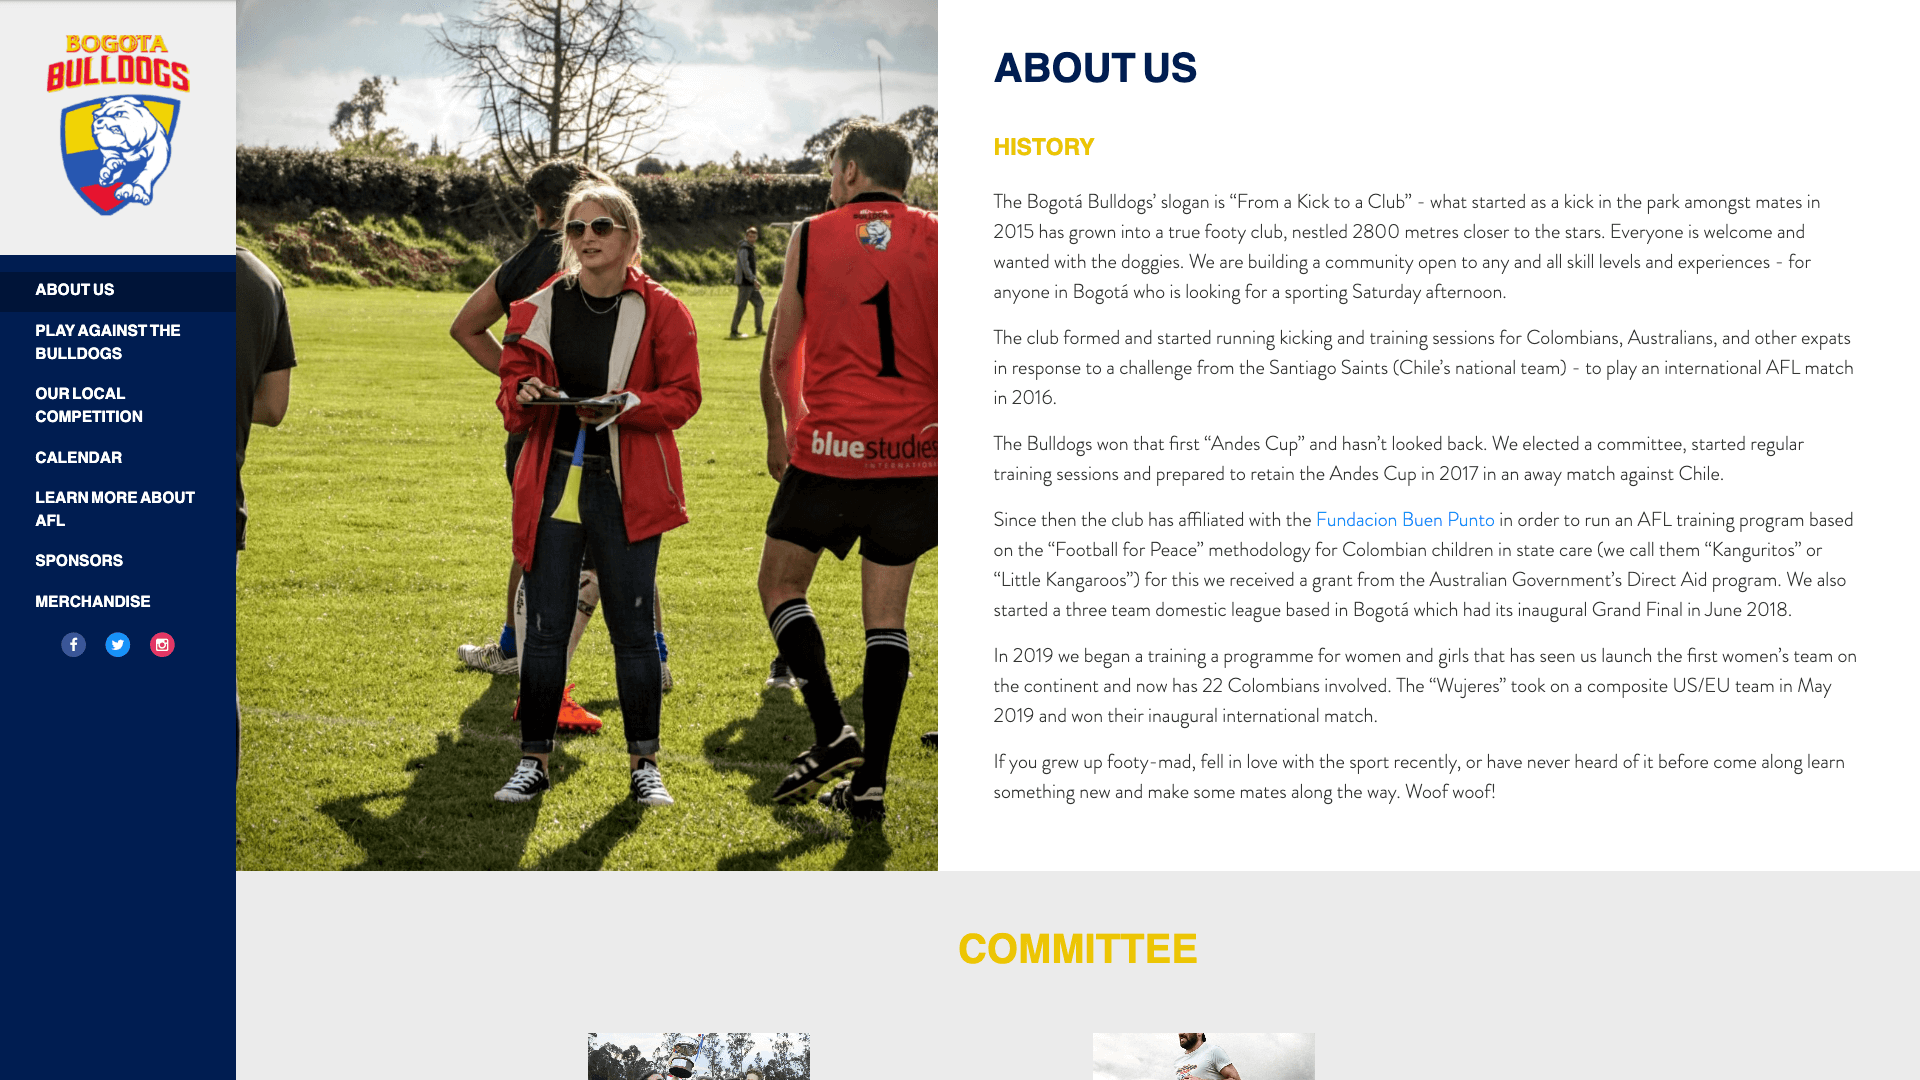 BOGOTA
BULLDOGS
ABOUT US
PLAY AGAINST THE
BULLDOGS
OUR LOCAL
COMPETITION
CALENDAR
LEARN MORE ABOUT
AFL
SPONSORS
MERCHANDISE
BULLDOGS
1
bluestudies
INTERNATION
ABOUT US
HISTORY
The Bogotá Bulldogs’ slogan is “From a Kick to a Club” - what started as a kick in the park amongst mates in
2015 has grown into a true footy club, nestled 2800 metres closer to the stars. Everyone is welcome and
wanted with the doggies. We are building a community open to any and all skill levels and experiences - for
anyone in Bogotá who is looking for a sporting Saturday afternoon.
The club formed and started running kicking and training sessions for Colombians, Australians, and other expats
in response to a challenge from the Santiago Saints (Chile’s national team) - to play an international AFL match
in 2016.
The Bulldogs won that first “Andes Cup” and hasn’t looked back. We elected a committee, started regular
training sessions and prepared to retain the Andes Cup in 2017 in an away match against Chile.
Since then the club has affiliated with the Fundacion Buen Punto in order to run an AFL training program based
on the “Football for Peace” methodology for Colombian children in state care (we call them “Kanguritos” or
“Little Kangaroos”) for this we received a grant from the Australian Government’s Direct Aid program. We also
started a three team domestic league based in Bogotá which had its inaugural Grand Final in June 2018.
In 2019 we began a training a programme for women and girls that has seen us launch the first women’s team on
the continent and now has 22 Colombians involved. The “Wujeres” took on a composite US/EU team in May
2019 and won their inaugural international match.
If you grew up footy-mad, fell in love with the sport recently, or have never heard of it before come along learn
something new and make some mates along the way. Woof woof!
COMMITTEE